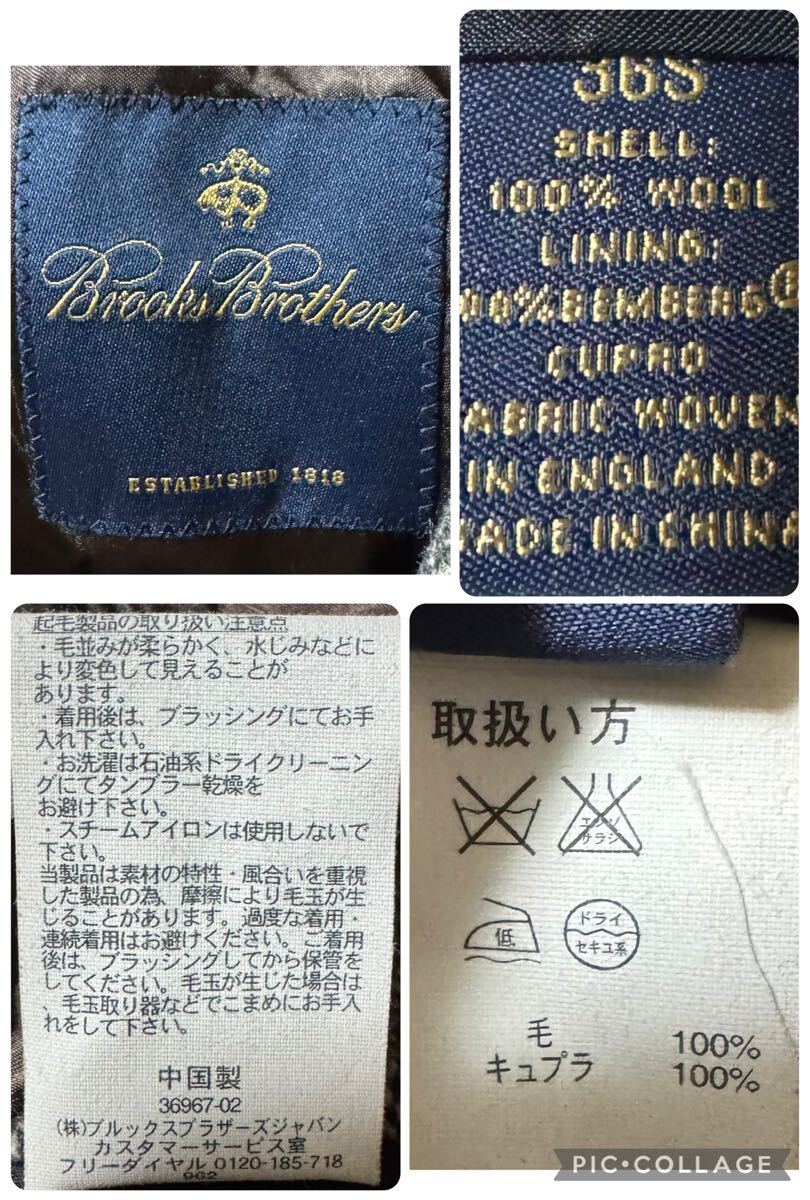 Brooks Brothers
ESTABLISHED 1818
36S
SHELL:
100% WOOL
LINING:
00%BEMBERG®
CUPRO
ABRIC WOVEN
IN ENGLAND
MADE IN CHINA
起毛製品の取り扱い注意点
・毛並みが柔らかく、水じみなどに
より変色して見えることが
あります。
・着用後は、ブラッシングにてお手
入れ下さい。
・お洗濯は石油系ドライクリーニン
グにてタンブラー乾燥を
お避け下さい。
・スチームアイロンは使用しないで
下さい。
当製品は素材の特性・風合いを重視
した製品の為、摩擦により毛玉が生
じることがあります。過度な着用・
連続着用はお避けください。ご着用
後は、ブラッシングしてから保管を
してください。毛玉が生じた場合は
、毛玉取り器などでこまめにお手入
れをして下さい。
中国製
36967-02
(株)ブルックスブラザーズジャパン
カスタマーサービス室
フリーダイヤル 0120-185-718
962
取扱い方
エンソ
サラシ
低
ドライ
セキユ系
毛 100%
キュプラ 100%
PIC•COLLAGE